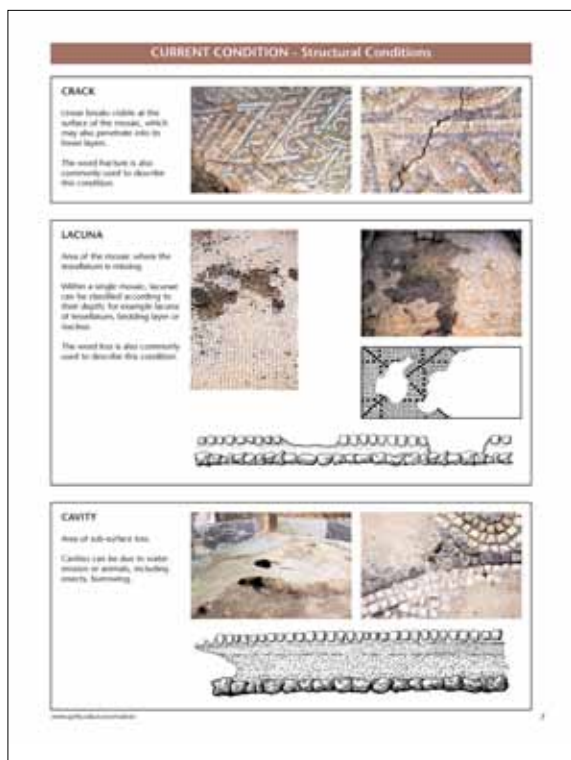 CURRENT CONDITION – Structural Conditions
CRACK
Linear breaks visible at the
surface of the mosaic, which
may also penetrate into its
lower layers.
The word fracture is also
commonly used to describe
this condition.
LACUNA
Area of the mosaic where the
tessellatum is missing.
Within a single mosaic, lacunae
can be classified according to
their depth; for example lacuna
of tessellatum, bedding layer or
nucleus.
The word loss is also commonly
used to describe this condition.
CAVITY
Area of sub-surface loss.
Cavities can be due to water
erosion or animals, including
insects, burrowing.